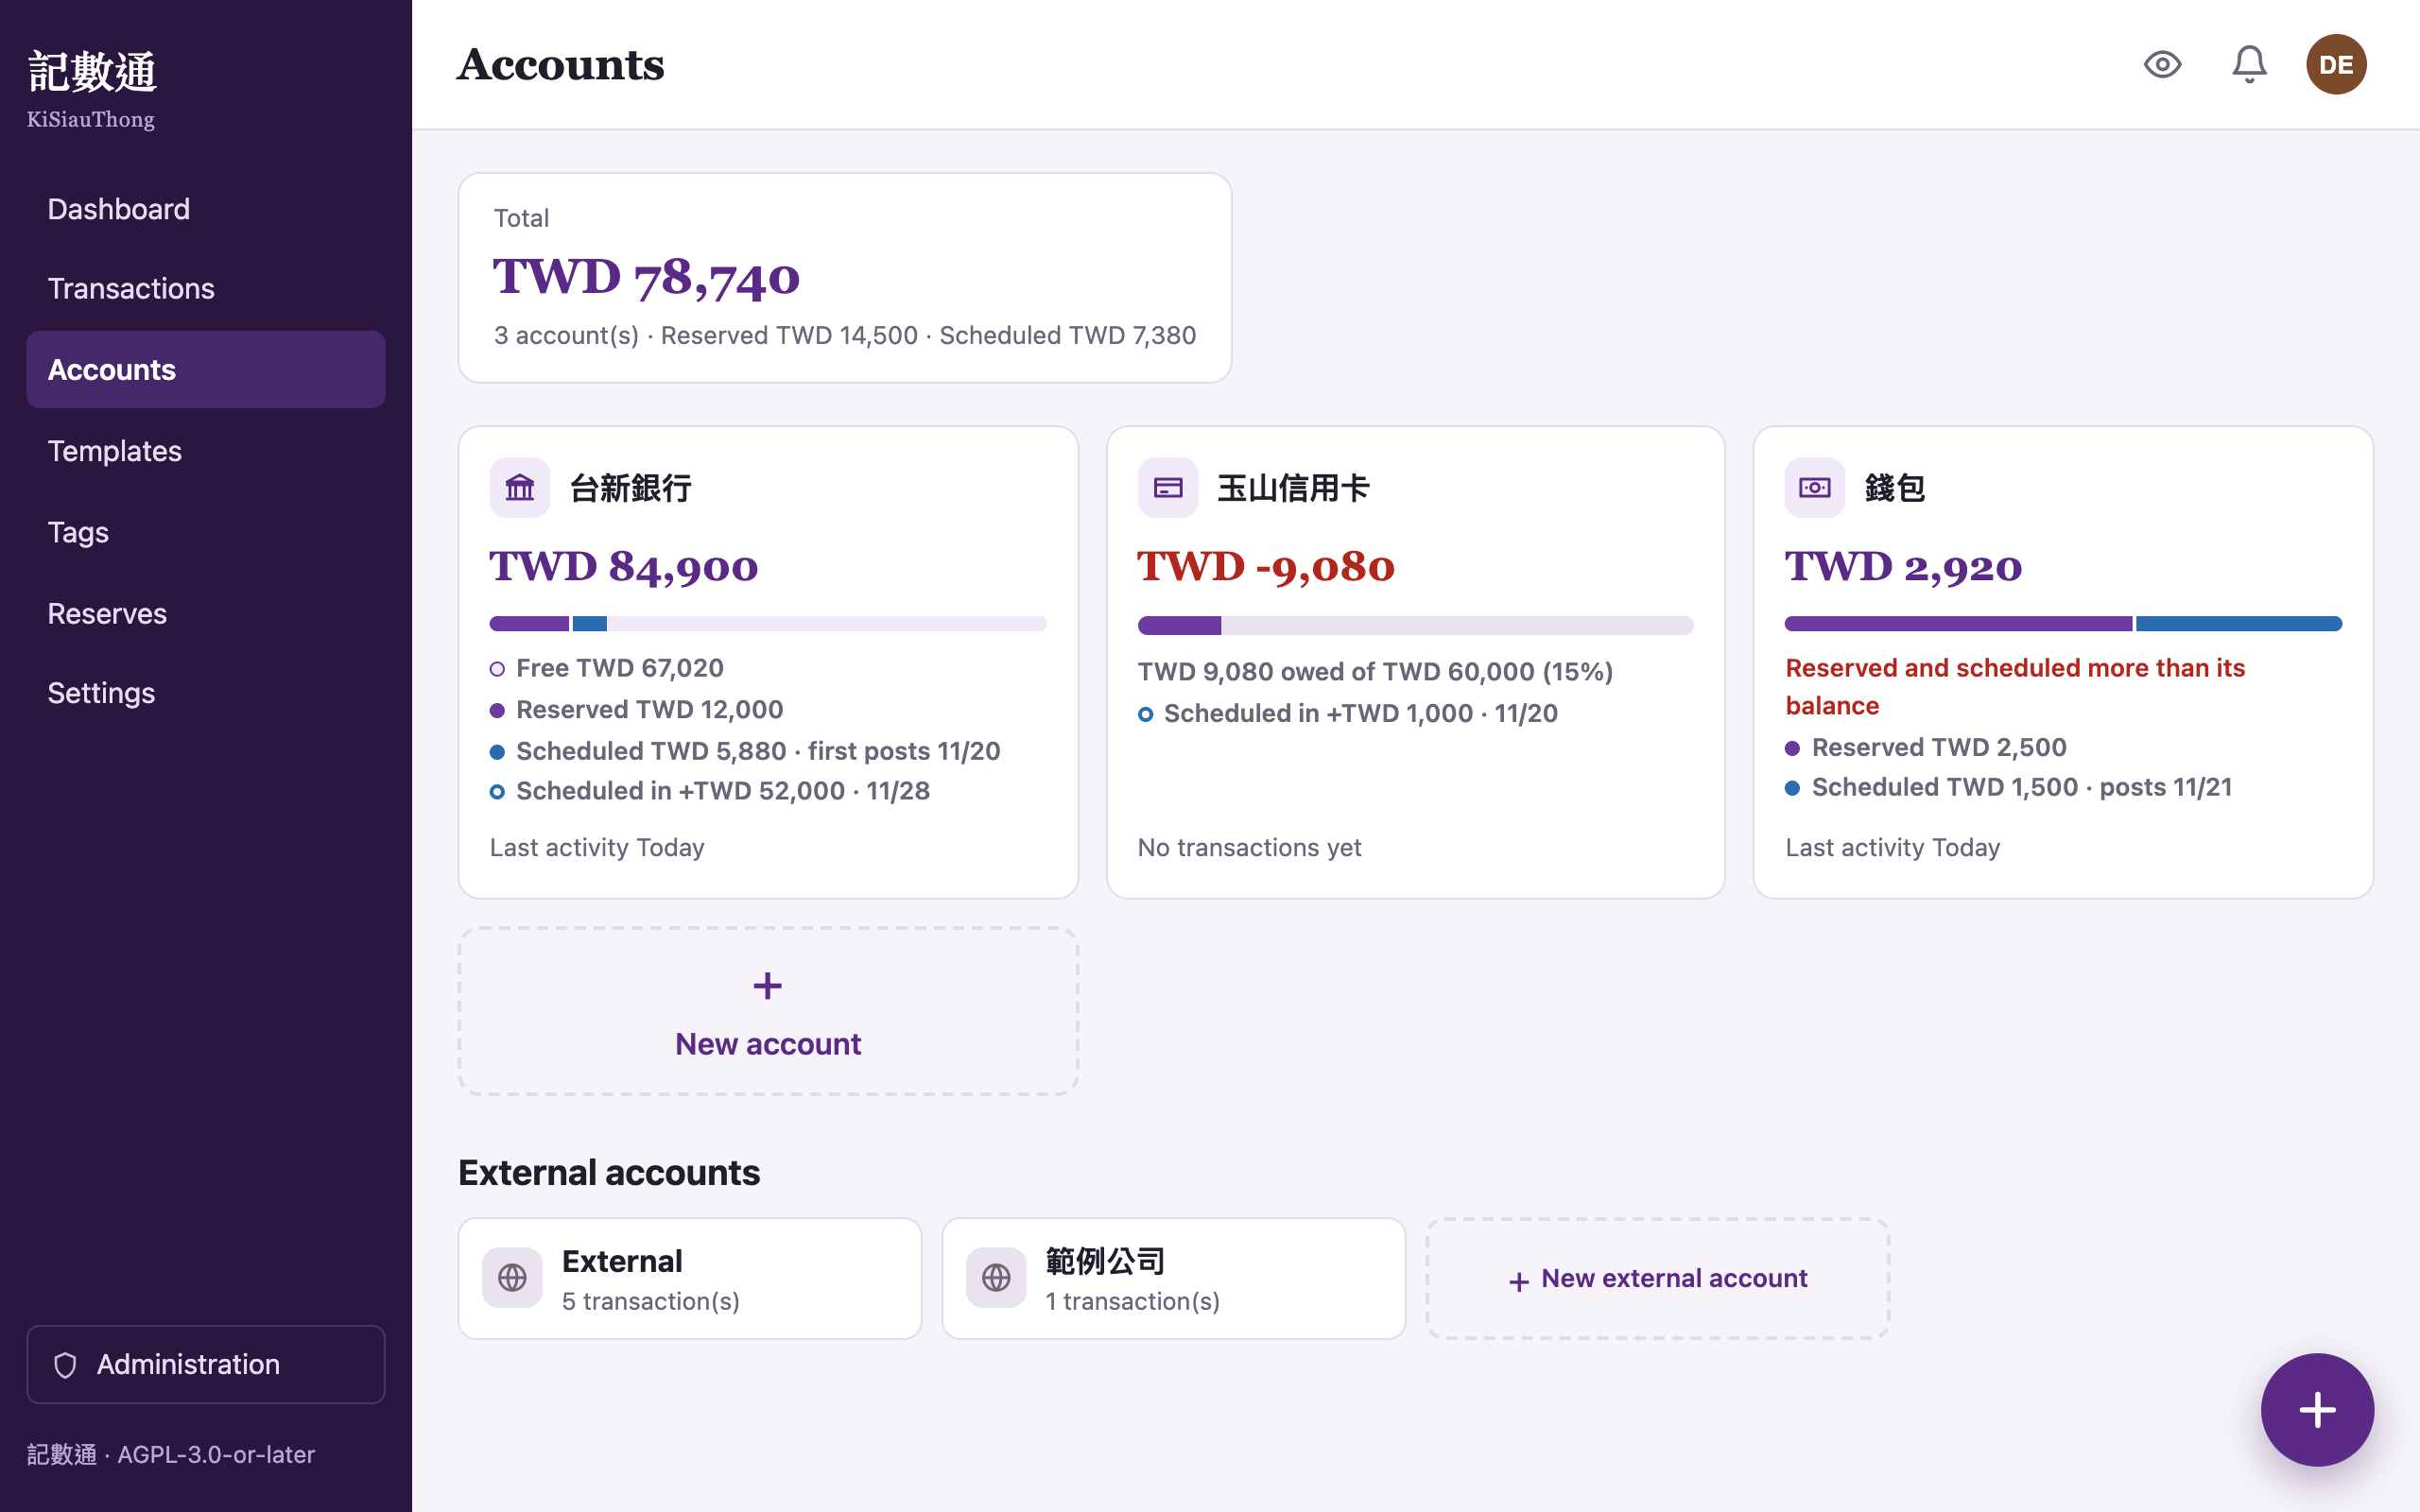 記數通
KiSiauThong
Dashboard
Transactions
Accounts
Templates
Tags
Reserves
Settings
Administration
記數通 · AGPL-3.0-or-later
Accounts
DE
Total
TWD 78,740
3 account(s) · Reserved TWD 14,500 · Scheduled TWD 7,380
台新銀行
TWD 84,900
Free TWD 67,020
Reserved TWD 12,000
Scheduled TWD 5,880 · first posts 11/20
Scheduled in +TWD 52,000 · 11/28
Last activity Today
玉山信用卡
TWD -9,080
TWD 9,080 owed of TWD 60,000 (15%)
Scheduled in +TWD 1,000 · 11/20
No transactions yet
錢包
TWD 2,920
Reserved and scheduled more than its
balance
Reserved TWD 2,500
Scheduled TWD 1,500 · posts 11/21
Last activity Today
+
New account
External accounts
External
5 transaction(s)
範例公司
1 transaction(s)
+ New external account
+